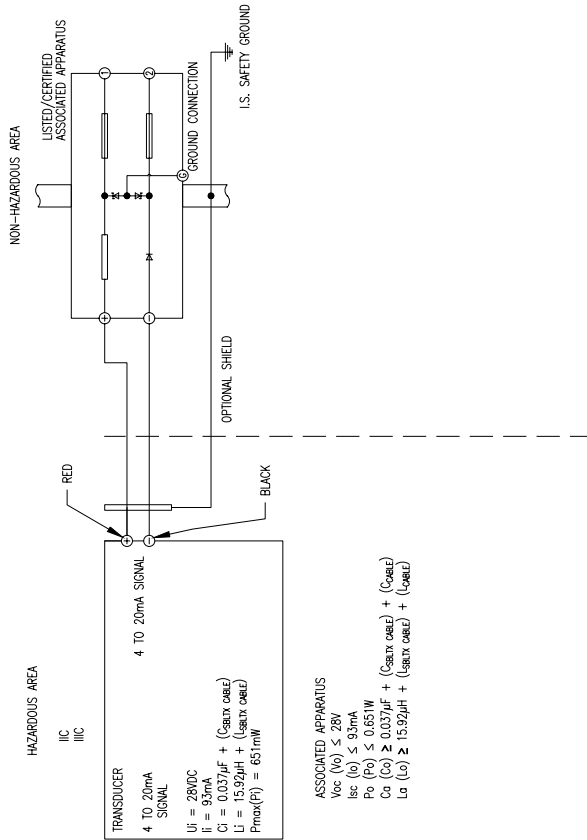 HAZARDOUS AREA
IIC
IIIC
NON-HAZARDOUS AREA
TRANSDUCER
4 TO 20mA
SIGNAL
Ui = 28VDC
Ii = 93mA
Ci = 0.037µF + (CSBLTX CABLE)
Li = 15.92µH + (LSBLTX CABLE)
Pmax(Pi) = 651mW
4 TO 20mA SIGNAL
+
-
RED
BLACK
OPTIONAL SHIELD
LISTED/CERTIFIED
ASSOCIATED APPARATUS
+
-
1
2
G
GROUND CONNECTION
I.S. SAFETY GROUND
ASSOCIATED APPARATUS
Voc (Vo) ≤ 28V
Isc (Io) ≤ 93mA
Po (Po) ≤ 0.651W
Ca (Co) ≥ 0.037µF + (CSBLTX CABLE) + (CCABLE)
La (Lo) ≥ 15.92µH + (LSBLTX CABLE) + (LCABLE)